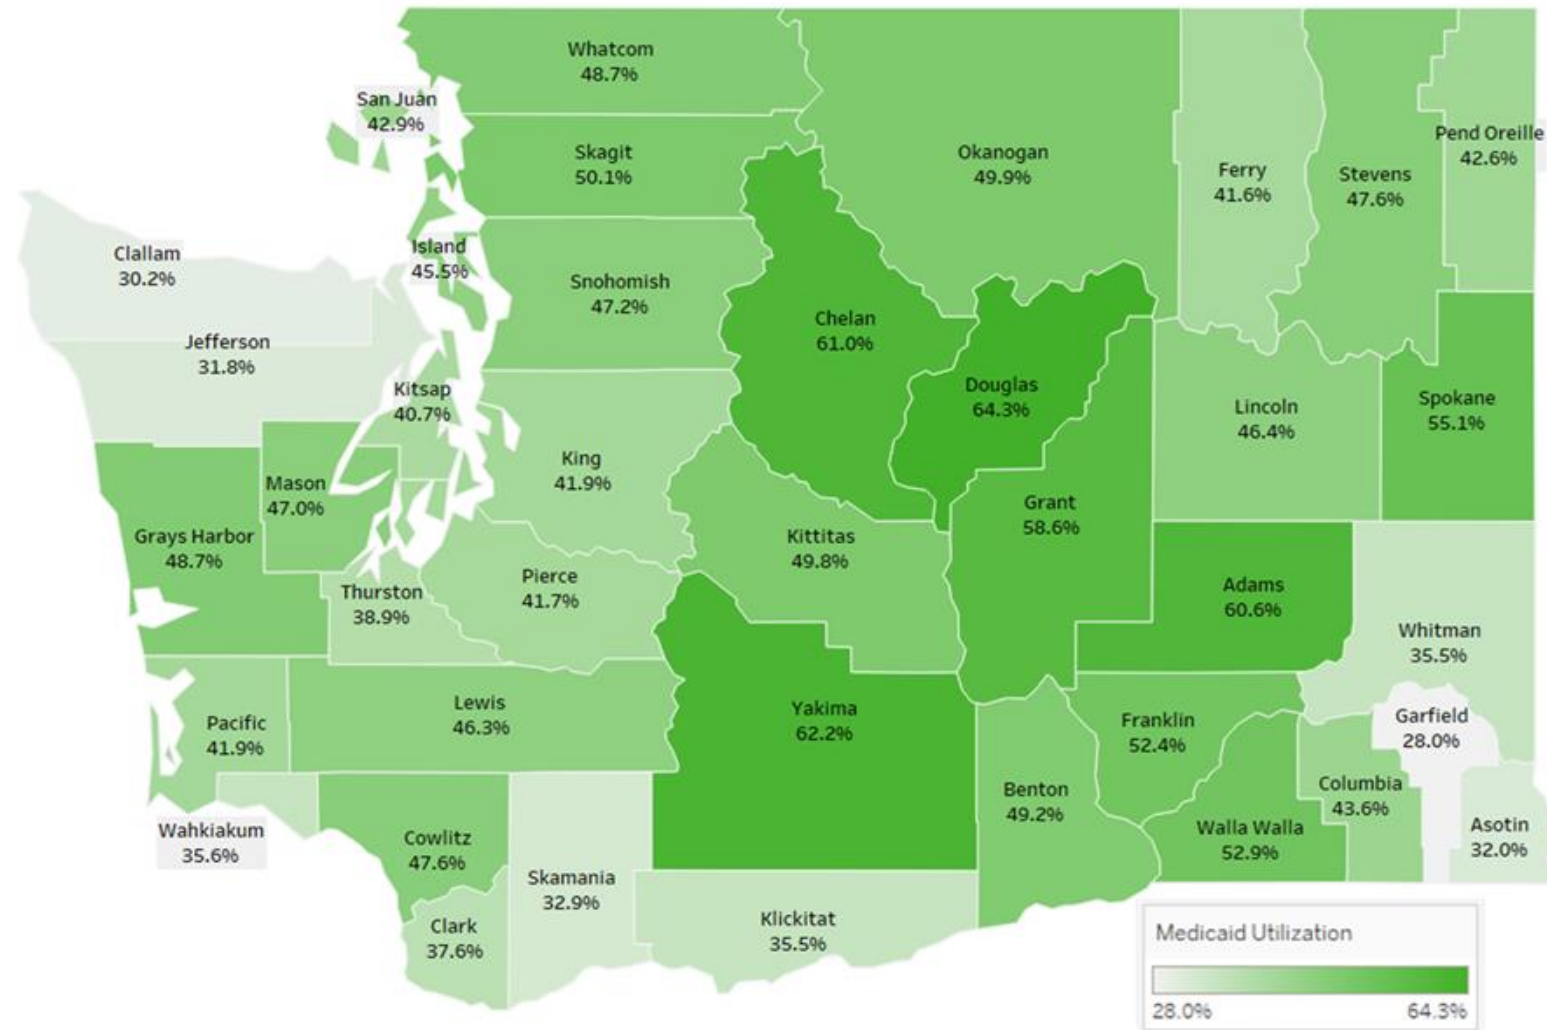 Whatcom
48.7%
San Juan
42.9%
Skagit
50.1%
Okanogan
49.9%
Ferry
41.6%
Stevens
47.6%
Pend Oreille
42.6%
Clallam
30.2%
Island
45.5%
Snohomish
47.2%
Chelan
61.0%
Jefferson
31.8%
Kitsap
40.7%
Douglas
64.3%
Lincoln
46.4%
Spokane
55.1%
King
41.9%
Mason
47.0%
Grant
58.6%
Grays Harbor
48.7%
Kittitas
49.8%
Pierce
41.7%
Thurston
38.9%
Adams
60.6%
Whitman
35.5%
Lewis
46.3%
Yakima
62.2%
Pacific
41.9%
Franklin
52.4%
Garfield
28.0%
Benton
49.2%
Columbia
43.6%
Wahkiakum
35.6%
Cowlitz
47.6%
Walla Walla
52.9%
Asotin
32.0%
Skamania
32.9%
Clark
37.6%
Klickitat
35.5%
Medicaid Utilization
28.0% 64.3%